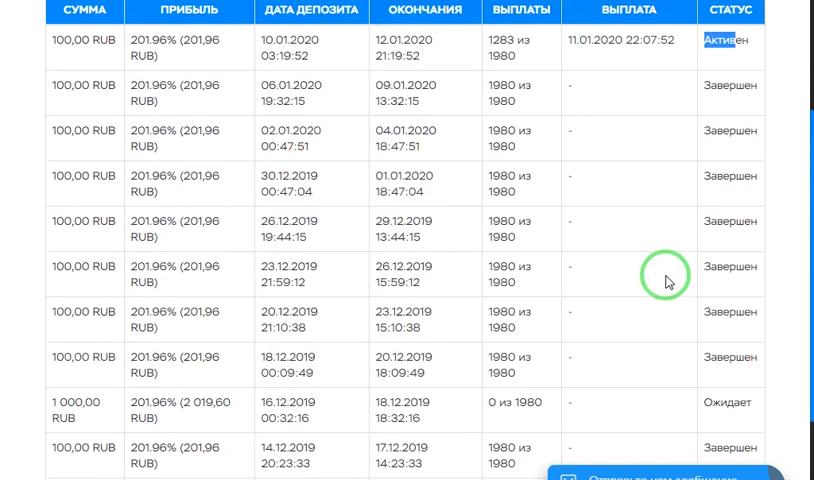 СУММА ПРИБЫЛЬ ДАТА ДЕПОЗИТА ОКОНЧАНИЯ ВЫПЛАТЫ ВЫПЛАТА СТАТУС
100,00 RUB 201.96% (201,96 10.01.2020 12.01.2020 1283 из 11.01.2020 22:07:52 Активен
RUB) 03:19:52 21:19:52 1980
100,00 RUB 201.96% (201,96 06.01.2020 09.01.2020 1980 из - Завершен
RUB) 19:32:15 13:32:15 1980
100,00 RUB 201.96% (201,96 02.01.2020 04.01.2020 1980 из - Завершен
RUB) 00:47:51 18:47:51 1980
100,00 RUB 201.96% (201,96 30.12.2019 01.01.2020 1980 из - Завершен
RUB) 00:47:04 18:47:04 1980
100,00 RUB 201.96% (201,96 26.12.2019 29.12.2019 1980 из - Завершен
RUB) 19:44:15 13:44:15 1980
100,00 RUB 201.96% (201,96 23.12.2019 26.12.2019 1980 из - Завершен
RUB) 21:59:12 15:59:12 1980
100,00 RUB 201.96% (201,96 20.12.2019 23.12.2019 1980 из - Завершен
RUB) 21:10:38 15:10:38 1980
100,00 RUB 201.96% (201,96 18.12.2019 20.12.2019 1980 из - Завершен
RUB) 00:09:49 18:09:49 1980
1 000,00 201.96% (2 019,60 16.12.2019 18.12.2019 0 из 1980 - Ожидает
RUB RUB) 00:32:16 18:32:16
100,00 RUB 201.96% (201,96 14.12.2019 17.12.2019 1980 из - Завершен
RUB) 20:23:33 14:23:33 1980
Отправьте нам сообщение